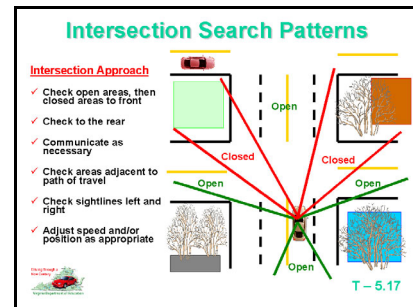 Intersection Search Patterns
Intersection Approach
✓ Check open areas, then
closed areas to front
✓ Check to the rear
✓ Communicate as
necessary
✓ Check areas adjacent to
path of travel
✓ Check sightlines left and
right
✓ Adjust speed and/or
position as appropriate
Open
Closed
Closed
Open
Open
Open
T – 5.17